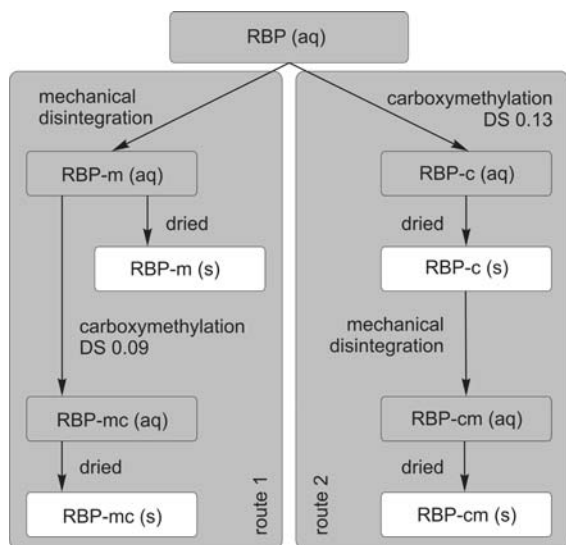 RBP (aq)
mechanical
disintegration
RBP-m (aq)
dried
RBP-m (s)
carboxymethylation
DS 0.09
RBP-mc (aq)
dried
RBP-mc (s)
route 1
carboxymethylation
DS 0.13
RBP-c (aq)
dried
RBP-c (s)
mechanical
disintegration
RBP-cm (aq)
dried
RBP-cm (s)
route 2